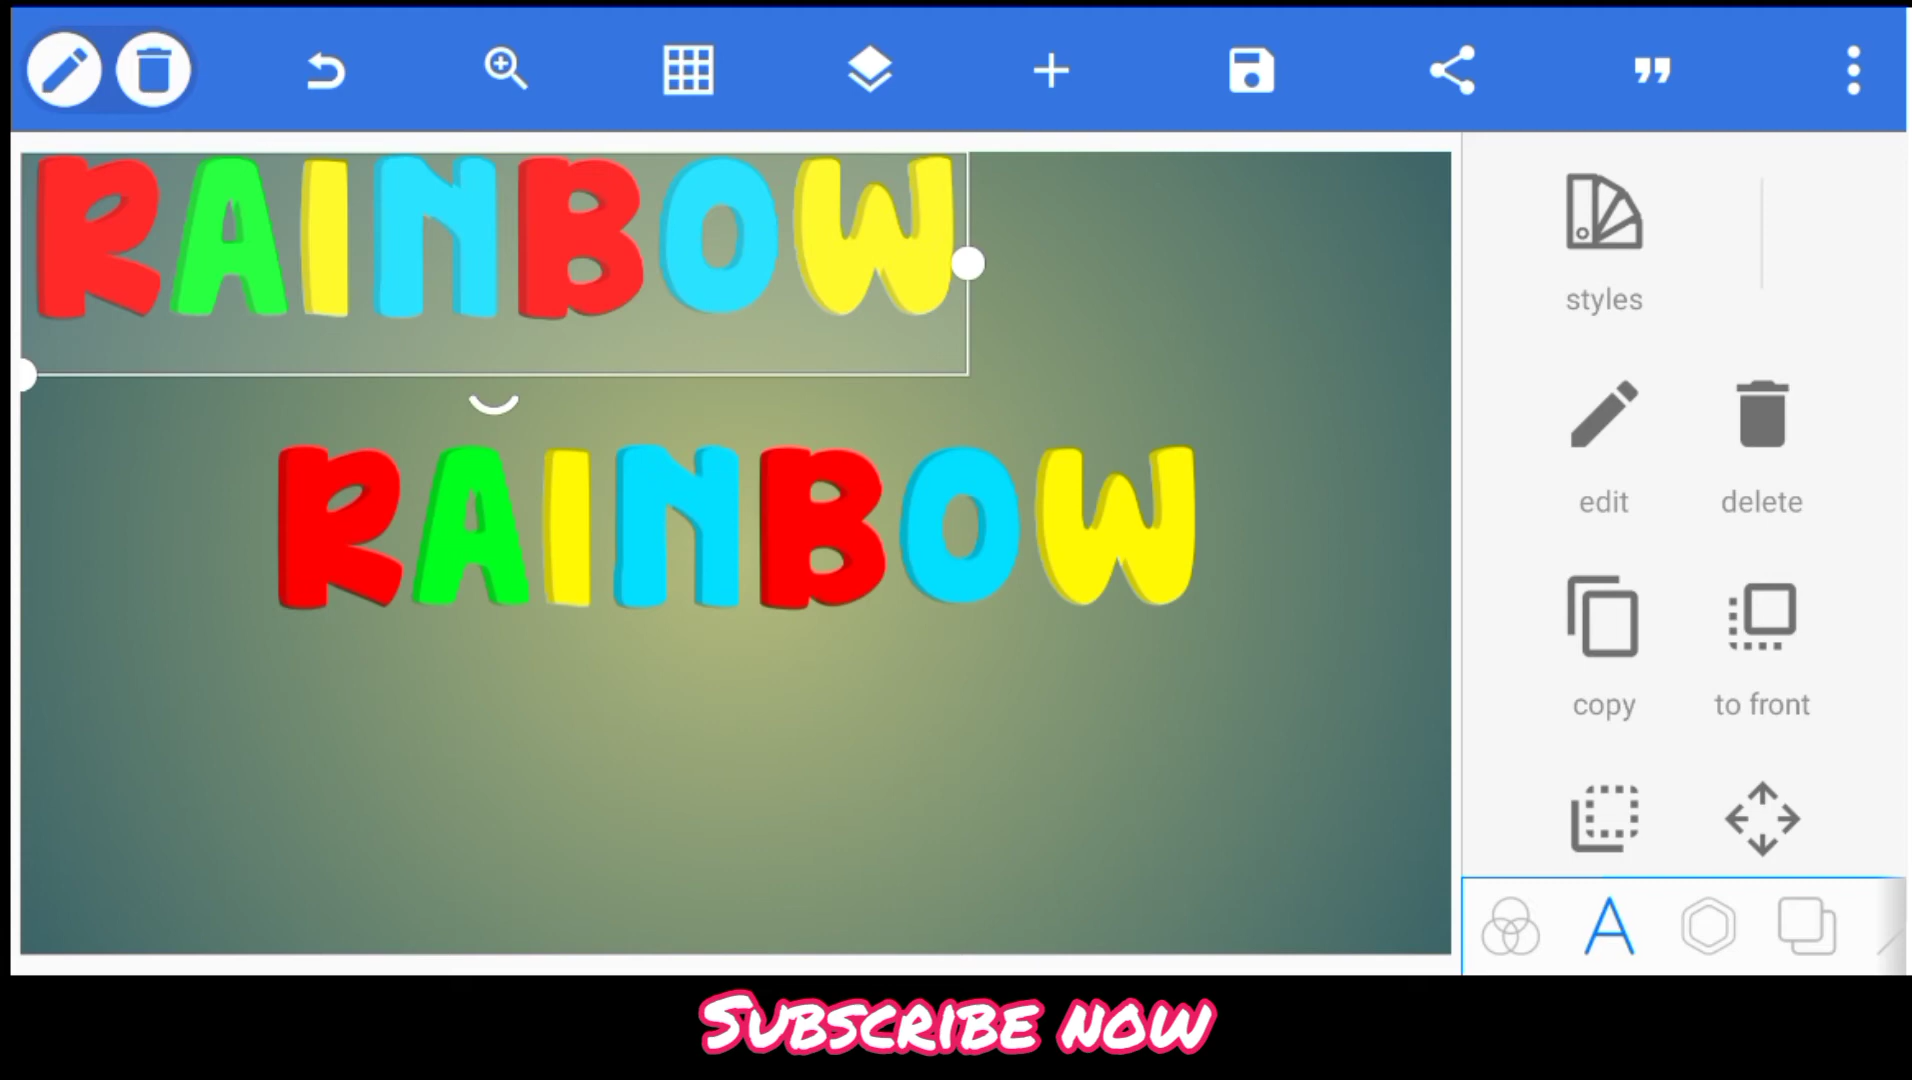 RAINBOW
styles
RAINBOW
edit
delete
copy
to front
SUBSCRIBE NOW